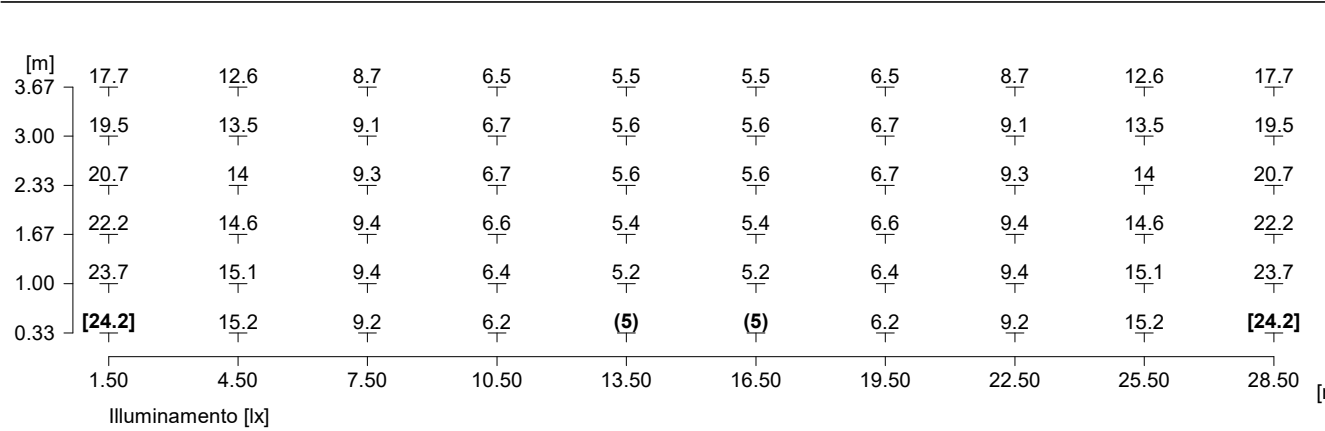 [m]
3.67 17.7 12.6 8.7 6.5 5.5 5.5 6.5 8.7 12.6 17.7
3.00 19.5 13.5 9.1 6.7 5.6 5.6 6.7 9.1 13.5 19.5
2.33 20.7 14 9.3 6.7 5.6 5.6 6.7 9.3 14 20.7
1.67 22.2 14.6 9.4 6.6 5.4 5.4 6.6 9.4 14.6 22.2
1.00 23.7 15.1 9.4 6.4 5.2 5.2 6.4 9.4 15.1 23.7
0.33 [24.2] 15.2 9.2 6.2 (5) (5) 6.2 9.2 15.2 [24.2]
1.50 4.50 7.50 10.50 13.50 16.50 19.50 22.50 25.50 28.50
Illuminamento [lx]